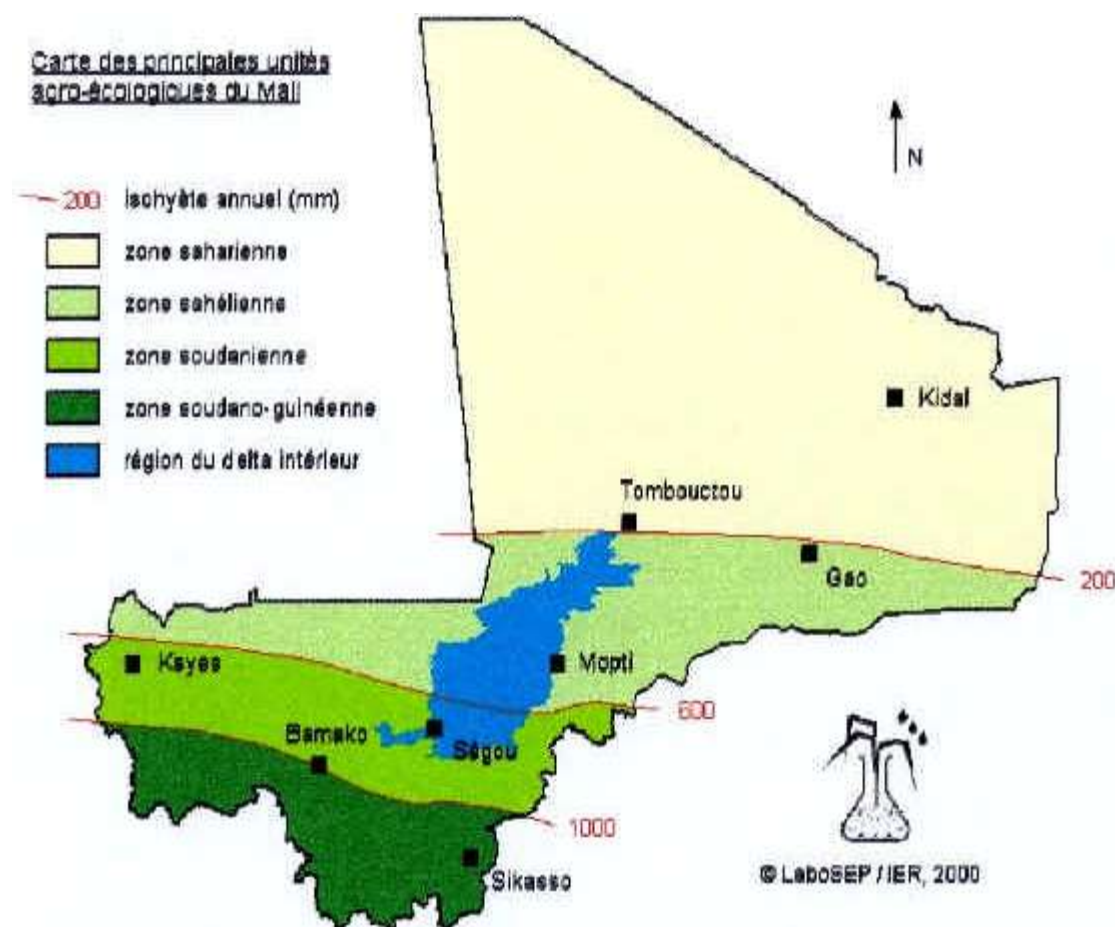 Carte des principales unités
agro-écologiques du Mali
N
200 isohyète annuel (mm)
zone saharienne
zone sahélienne
zone soudanienne
zone soudano-guinéenne
région du delta intérieur
Kidal
Tombouctou
Gao
200
Kayes
Mopti
600
Bamako
Ségou
1000
Sikasso
© LaboSEP / IER, 2000